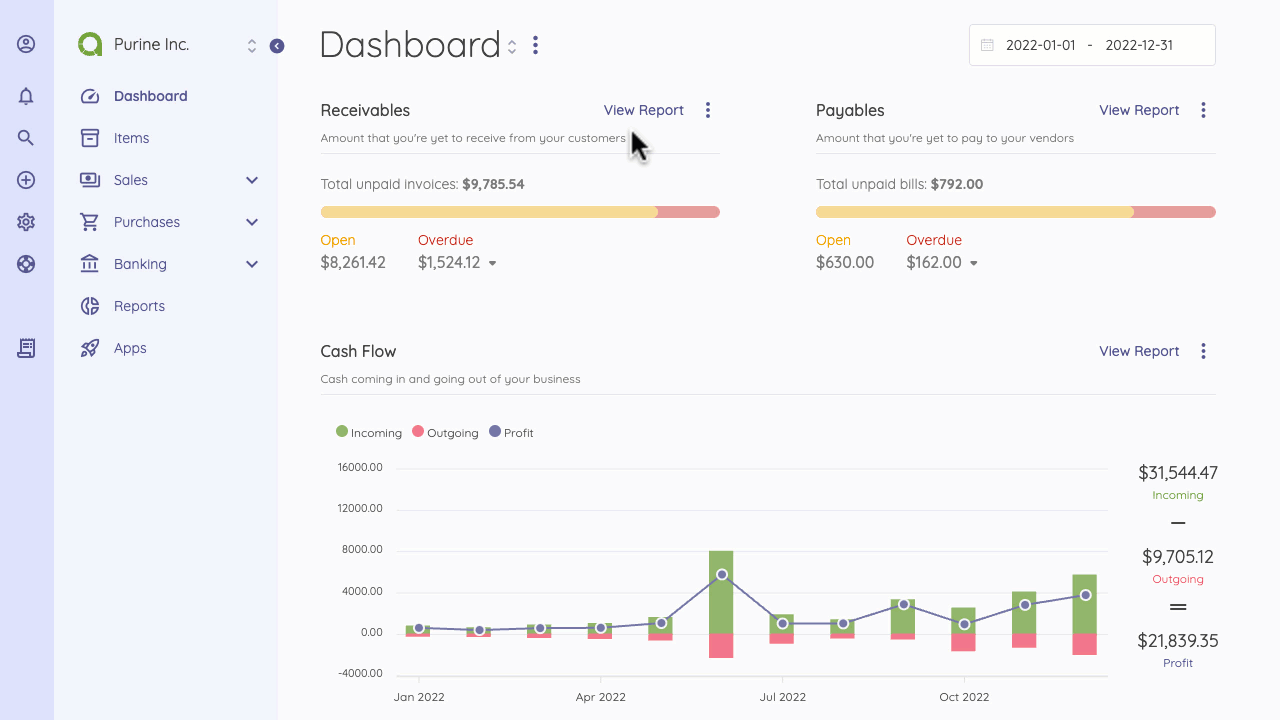 Purine Inc.
Dashboard
Items
Sales
Purchases
Banking
Reports
Apps
Dashboard
2022-01-01 - 2022-12-31
Receivables
View Report
Amount that you're yet to receive from your customers
Total unpaid invoices: $9,785.54
Open
Overdue
$8,261.42
$1,524.12
Payables
View Report
Amount that you're yet to pay to your vendors
Total unpaid bills: $792.00
Open
Overdue
$630.00
$162.00
Cash Flow
View Report
Cash coming in and going out of your business
Incoming
Outgoing
Profit
16000.00
12000.00
8000.00
4000.00
0.00
-4000.00
Jan 2022
Apr 2022
Jul 2022
Oct 2022
$31,544.47
Incoming
$9,705.12
Outgoing
$21,839.35
Profit